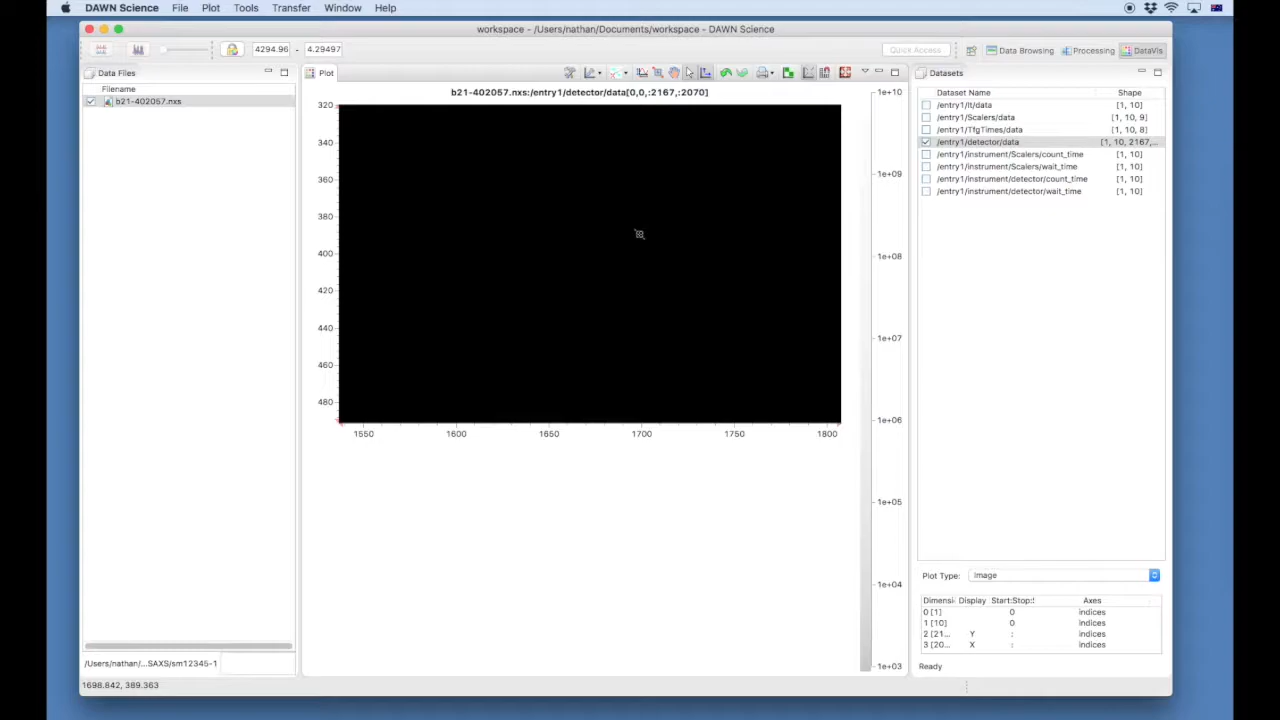 DAWN Science File Plot Tools Transfer Window Help
workspace - /Users/nathan/Documents/workspace - DAWN Science
4294.96 - 4.29497
Quick Access
Data Browsing
Processing
DataVis
Data Files
Filename
b21-402057.nxs
/Users/nathan/...SAXS/sm12345-1
1698.842, 389.363
Plot
b21-402057.nxs:/entry1/detector/data[0,0,:2167,:2070]
320
340
360
380
400
420
440
460
480
1550 1600 1650 1700 1750 1800
1e+10
1e+09
1e+08
1e+07
1e+06
1e+05
1e+04
1e+03
Datasets
Dataset Name Shape
/entry1/It/data [1, 10]
/entry1/Scalers/data [1, 10, 9]
/entry1/TfgTimes/data [1, 10, 8]
/entry1/detector/data [1, 10, 2167,...
/entry1/instrument/Scalers/count_time [1, 10]
/entry1/instrument/Scalers/wait_time [1, 10]
/entry1/instrument/detector/count_time [1, 10]
/entry1/instrument/detector/wait_time [1, 10]
Plot Type: Image
Dimensi Display Start:Stop: Axes
0 [1] 0 indices
1 [10] 0 indices
2 [21... Y : indices
3 [20... X : indices
Ready